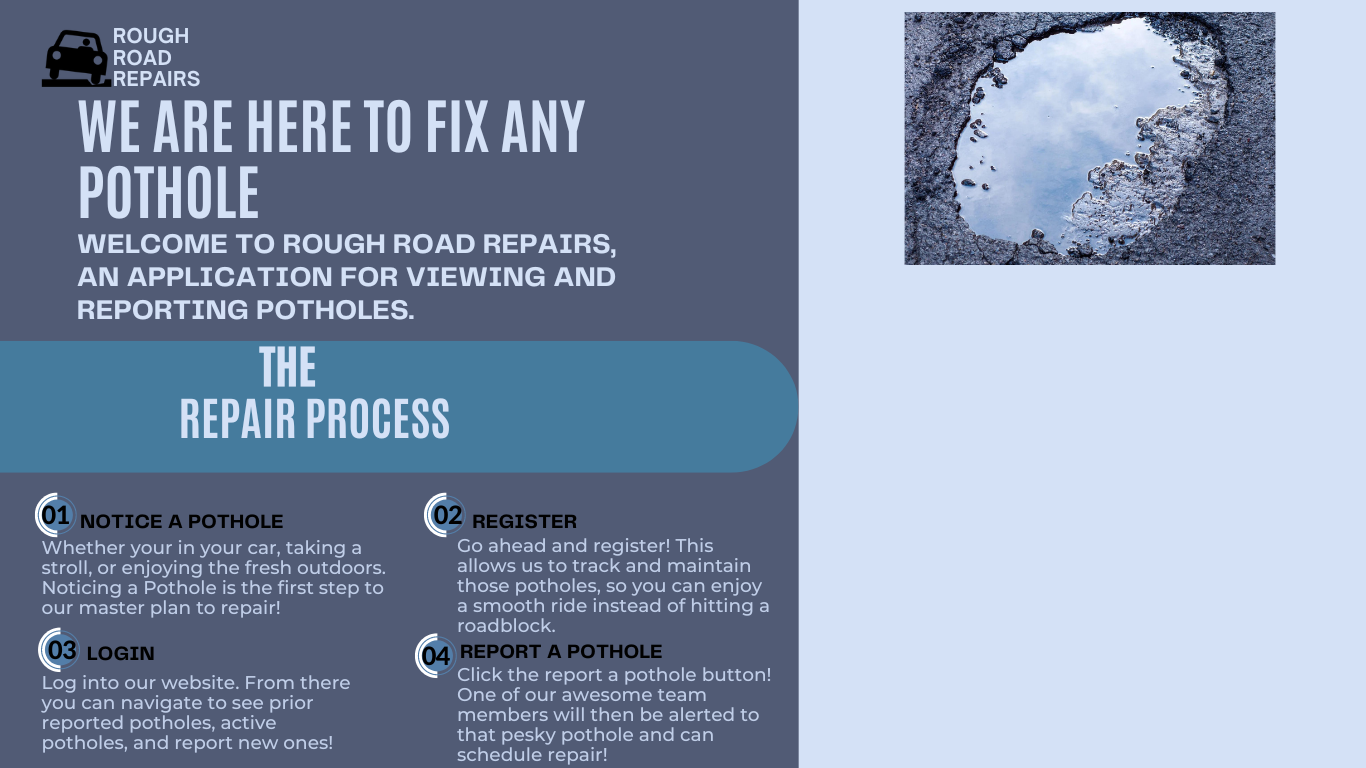 ROUGH
ROAD
REPAIRS
WE ARE HERE TO FIX ANY
POTHOLE
WELCOME TO ROUGH ROAD REPAIRS,
AN APPLICATION FOR VIEWING AND
REPORTING POTHOLES.
THE
REPAIR PROCESS
01 NOTICE A POTHOLE
Whether your in your car, taking a
stroll, or enjoying the fresh outdoors.
Noticing a Pothole is the first step to
our master plan to repair!
02 REGISTER
Go ahead and register! This
allows us to track and maintain
those potholes, so you can enjoy
a smooth ride instead of hitting a
roadblock.
03 LOGIN
Log into our website. From there
you can navigate to see prior
reported potholes, active
potholes, and report new ones!
04 REPORT A POTHOLE
Click the report a pothole button!
One of our awesome team
members will then be alerted to
that pesky pothole and can
schedule repair!